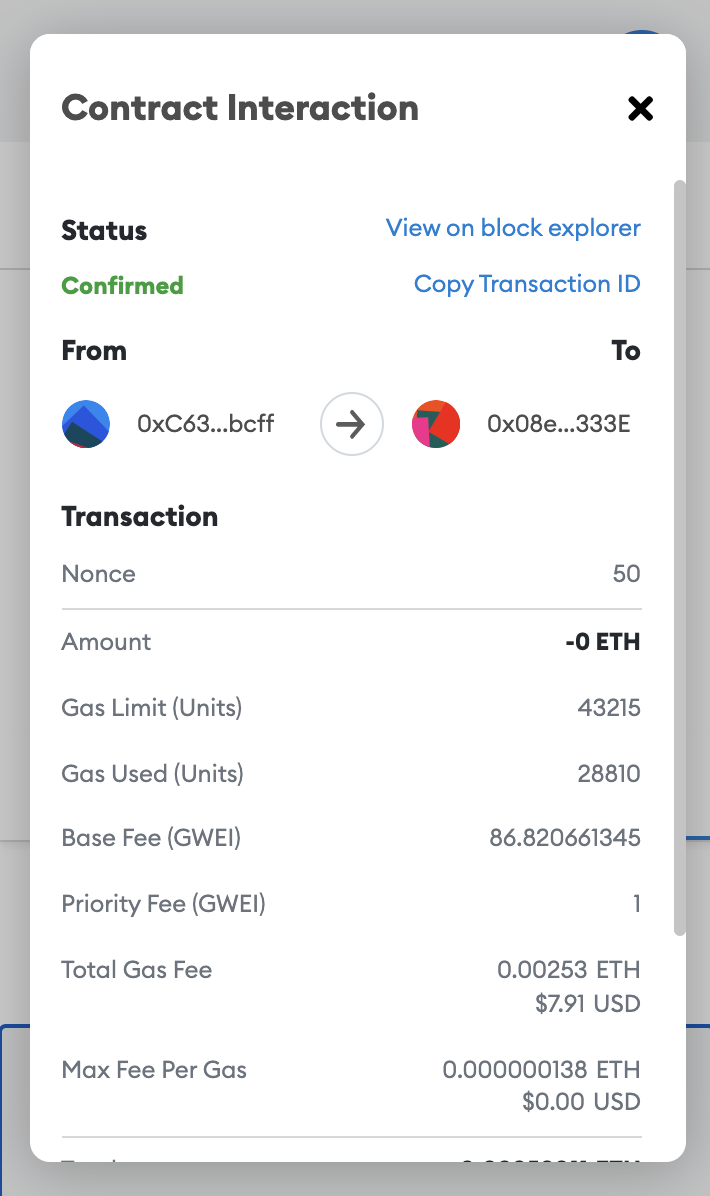 Contract Interaction
Status View on block explorer
Confirmed Copy Transaction ID
From To
0xC63...bcff 0x08e...333E
Transaction
Nonce 50
Amount -0 ETH
Gas Limit (Units) 43215
Gas Used (Units) 28810
Base Fee (GWEI) 86.820661345
Priority Fee (GWEI) 1
Total Gas Fee 0.00253 ETH
$7.91 USD
Max Fee Per Gas 0.000000138 ETH
$0.00 USD